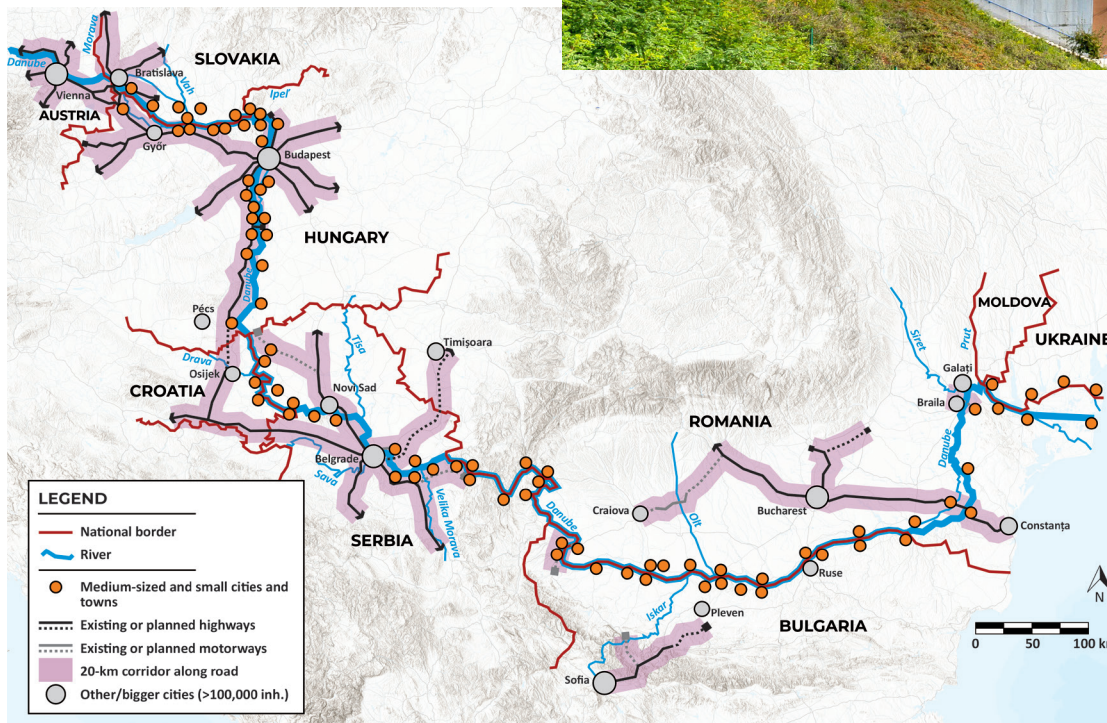 SLOVAKIA
Morava
Danube
Bratislava
Vienna
Vah
Ipeľ
AUSTRIA
Győr
Budapest
HUNGARY
Danube
Pécs
MOLDOVA
Tisa
Siret
Prut
UKRAINE
Drava
Timișoara
Osijek
Galați
CROATIA
Novi Sad
Braila
ROMANIA
Danube
Belgrade
Sava
Velika Morava
Danube
Craiova
Olt
Bucharest
Constanța
SERBIA
Ruse
Iskar
Pleven
BULGARIA
Sofia
N
0 50 100 km
LEGEND
National border
River
Medium-sized and small cities and
towns
Existing or planned highways
Existing or planned motorways
20-km corridor along road
Other/bigger cities (>100,000 inh.)